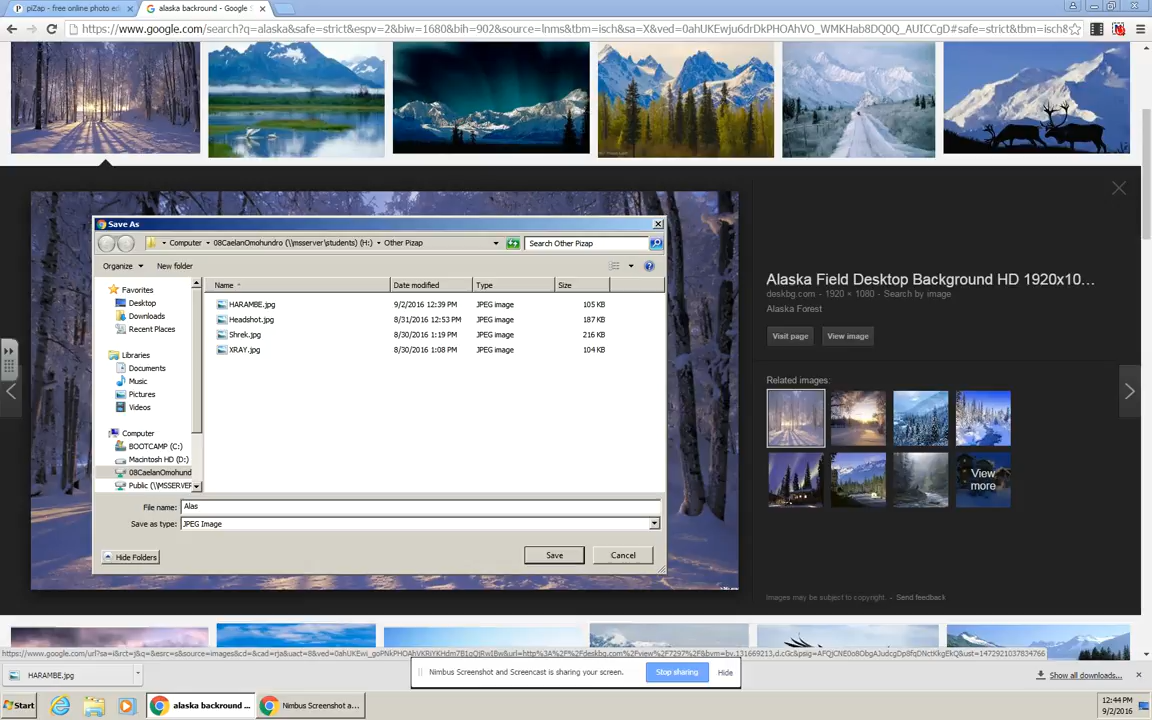 piZap - free online photo ed
alaska backround - Google S
https://www.google.com/search?q=alaska&safe=strict&espv=2&biw=1680&bih=902&source=lnms&tbm=isch&sa=X&ved=0ahUKEwju6drDkPHOAhVO_WMKHab8DQ0Q_AUICCgD#safe=strict&tbm=isch
Save As
Computer
08CaelanOmohundro (\\msserver\students) (H:)
Other Pizap
Search Other Pizap
Organize
New folder
Favorites
Desktop
Downloads
Recent Places
Libraries
Documents
Music
Pictures
Videos
Computer
BOOTCAMP (C:)
Macintosh HD (D:)
08CaelanOmohund
Public (\\MSSERVER
Name Date modified Type Size
HARAMBE.jpg 9/2/2016 12:39 PM JPEG image 105 KB
Headshot.jpg 8/31/2016 12:53 PM JPEG image 187 KB
Shrek.jpg 8/30/2016 1:19 PM JPEG image 216 KB
XRAY.jpg 8/30/2016 1:08 PM JPEG image 104 KB
File name: Alas
Save as type: JPEG Image
Hide Folders
Save
Cancel
Alaska Field Desktop Background HD 1920x10...
deskbg.com - 1920 × 1080 - Search by image
Alaska Forest
Visit page
View image
Related images:
View more
Images may be subject to copyright. - Send feedback
Nimbus Screenshot and Screencast is sharing your screen.
Stop sharing
Hide
HARAMBE.jpg
Show all downloads...
Start
alaska backround ...
Nimbus Screenshot a...
12:44 PM
9/2/2016